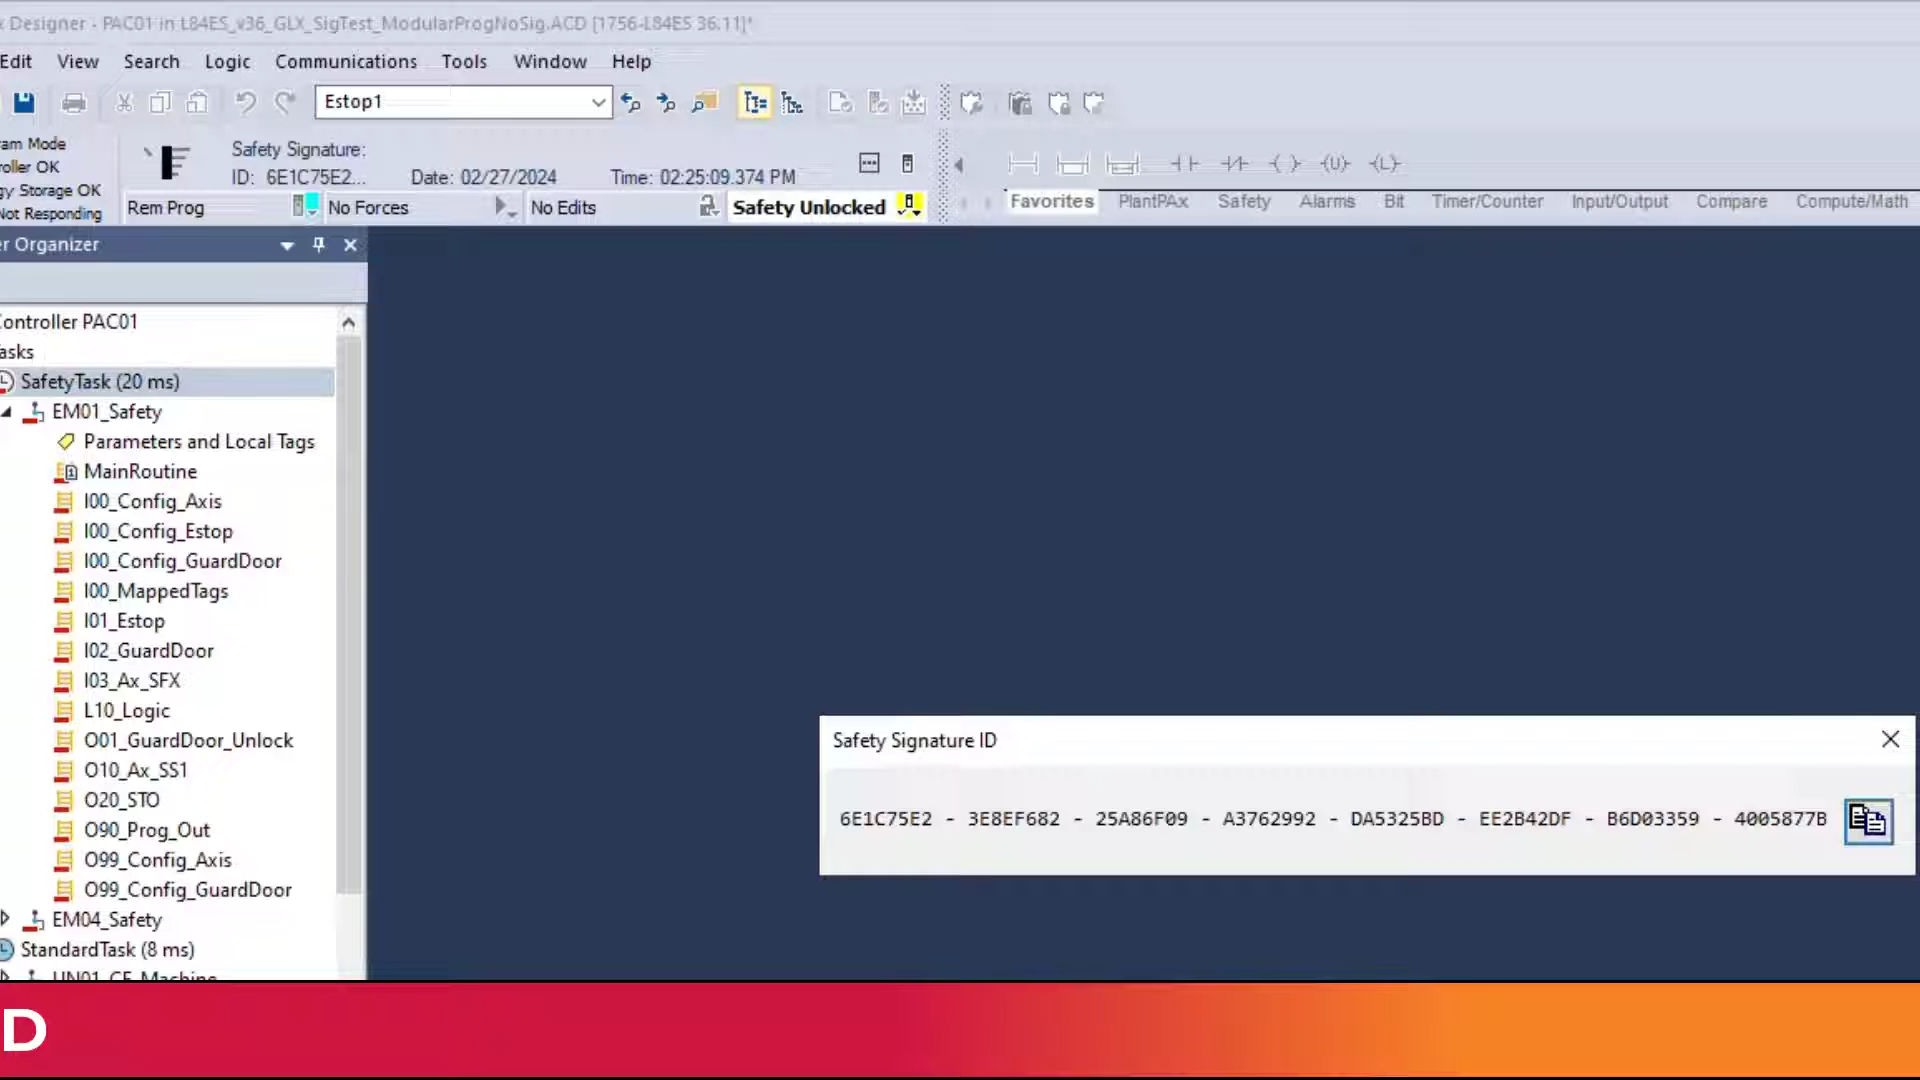 x Designer - PAC01 in L84ES_v36_GLX_SigTest_ModularProgNoSig.ACD [1756-L84ES 36.11]*
Edit View Search Logic Communications Tools Window Help
Estop1
am Mode
roller OK
gy Storage OK
Not Responding
Safety Signature:
ID: 6E1C75E2... Date: 02/27/2024 Time: 02:25:09.374 PM
Rem Prog No Forces No Edits Safety Unlocked
Favorites PlantPAx Safety Alarms Bit Timer/Counter Input/Output Compare Compute/Math
er Organizer
Controller PAC01
asks
SafetyTask (20 ms)
EM01_Safety
Parameters and Local Tags
MainRoutine
I00_Config_Axis
I00_Config_Estop
I00_Config_GuardDoor
I00_MappedTags
I01_Estop
I02_GuardDoor
I03_Ax_SFX
L10_Logic
O01_GuardDoor_Unlock
O10_Ax_SS1
O20_STO
O90_Prog_Out
O99_Config_Axis
O99_Config_GuardDoor
EM04_Safety
StandardTask (8 ms)
UN01_CE_Machine
Safety Signature ID
6E1C75E2 - 3E8EF682 - 25A86F09 - A3762992 - DA5325BD - EE2B42DF - B6D03359 - 4005877B
D